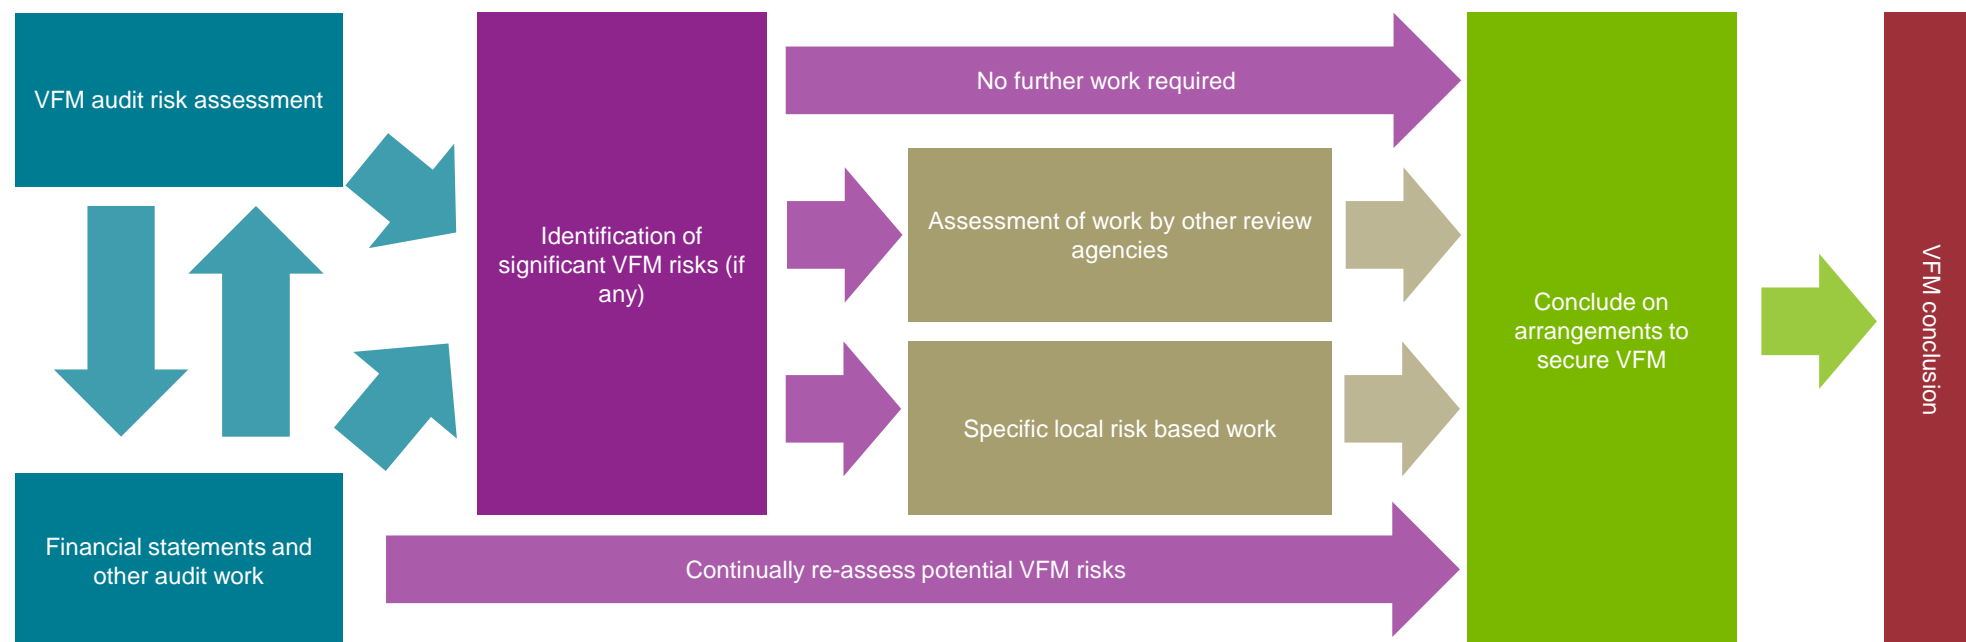 VFM audit risk assessment
Financial statements and
other audit work
Identification of
significant VFM risks (if
any)
No further work required
Assessment of work by other review
agencies
Specific local risk based work
Continually re-assess potential VFM risks
Conclude on
arrangements to
secure VFM
VFM conclusion